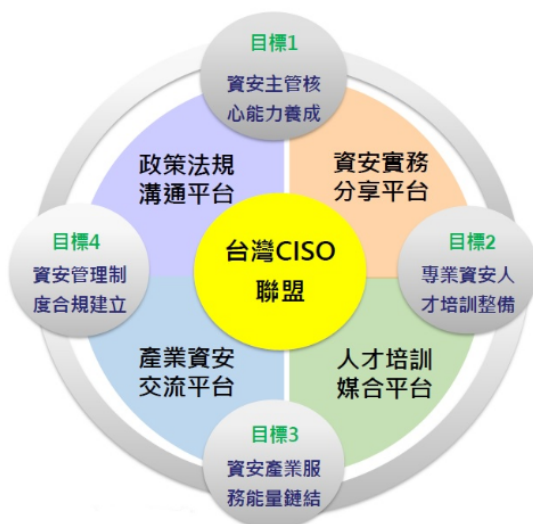 目標1
資安主管核
心能力養成
政策法規
溝通平台
資安實務
分享平台
目標4
資安管理制
度合規建立
台灣CISO
聯盟
目標2
專業資安人
才培訓整備
產業資安
交流平台
人才培訓
媒合平台
目標3
資安產業服
務能量鏈結